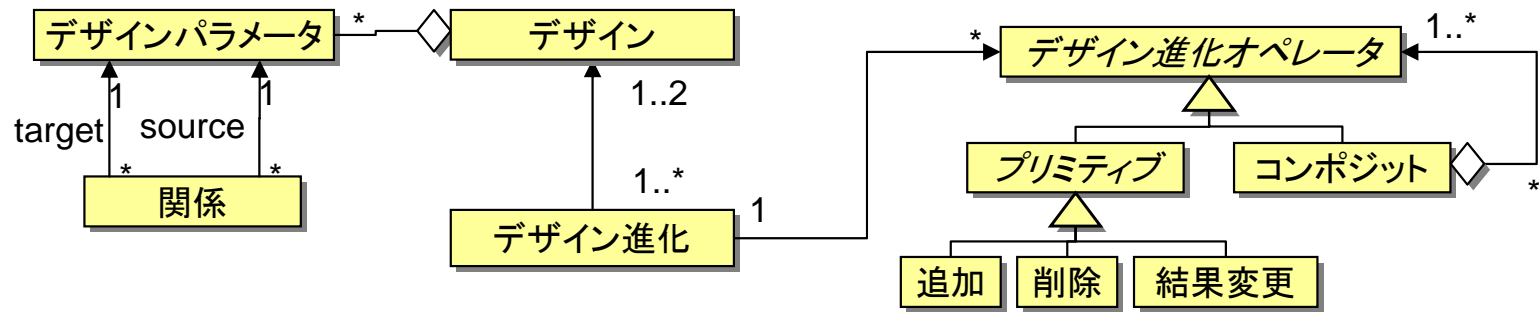 デザインパラメータ
*
デザイン
*
デザイン進化オペレータ
1..*
1
1
target
source
1..2
*
*
関係
1..*
デザイン進化
1
プリミティブ
コンポジット
*
追加
削除
結果変更